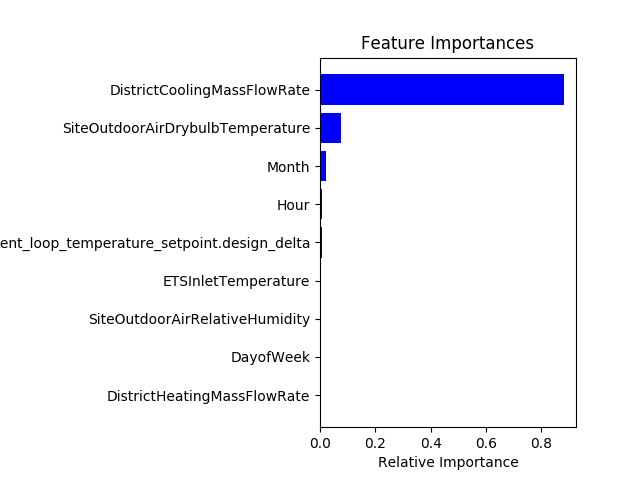 Feature Importances
DistrictCoolingMassFlowRate
SiteOutdoorAirDrybulbTemperature
Month
Hour
ent_loop_temperature_setpoint.design_delta
ETSInletTemperature
SiteOutdoorAirRelativeHumidity
DayofWeek
DistrictHeatingMassFlowRate
0.0 0.2 0.4 0.6 0.8
Relative Importance